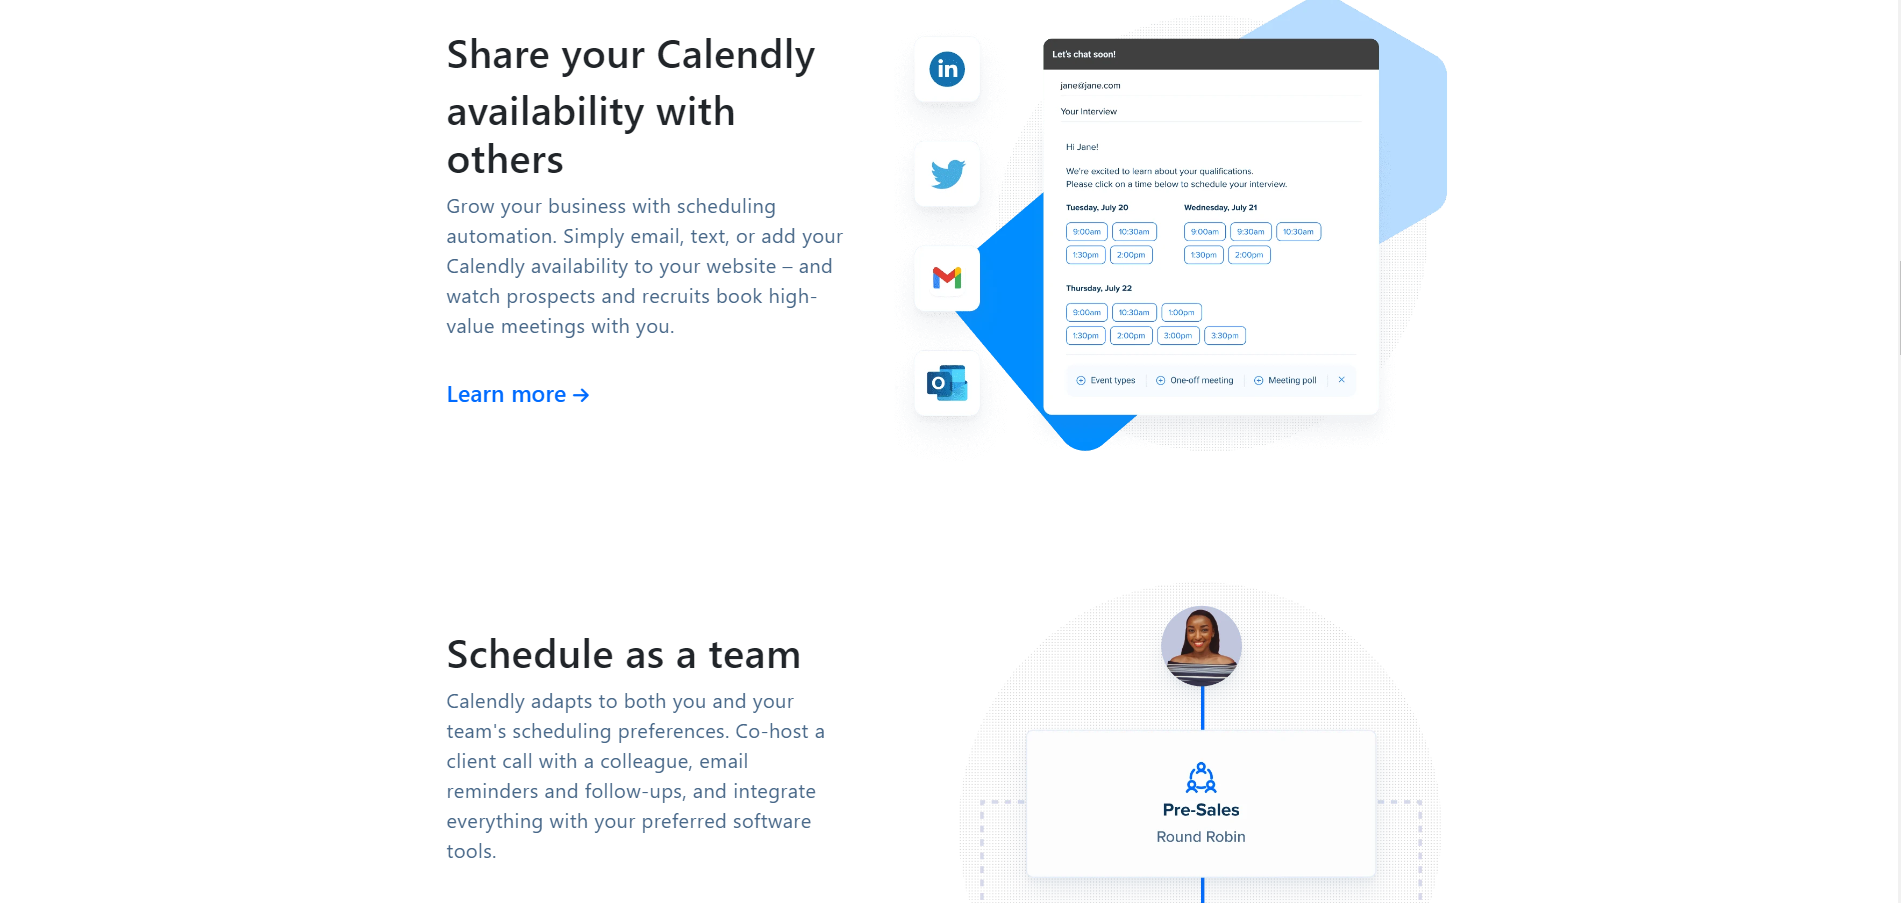 Share your Calendly
availability with
others
Grow your business with scheduling
automation. Simply email, text, or add your
Calendly availability to your website – and
watch prospects and recruits book high-
value meetings with you.
Learn more →
in
O
Let's chat soon!
jane@jane.com
Your Interview
Hi Jane!
We're excited to learn about your qualifications.
Please click on a time below to schedule your interview.
Tuesday, July 20
9:00am 10:30am
1:30pm 2:00pm
Wednesday, July 21
9:00am 9:30am 10:30am
1:30pm 2:00pm
Thursday, July 22
9:00am 10:30am 1:00pm
1:30pm 2:00pm 3:00pm 3:30pm
Event types One-off meeting Meeting poll
Schedule as a team
Calendly adapts to both you and your
team's scheduling preferences. Co-host a
client call with a colleague, email
reminders and follow-ups, and integrate
everything with your preferred software
tools.
Pre-Sales
Round Robin